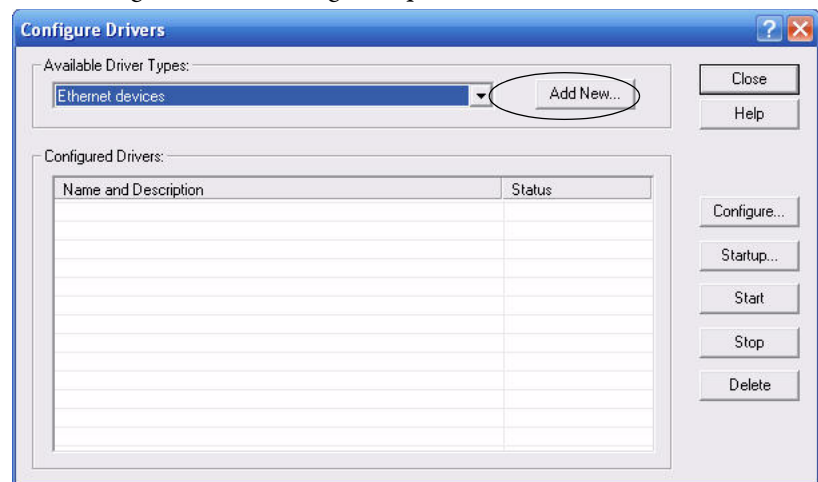 Configure Drivers
Available Driver Types:
Ethernet devices
Add New...
Close
Help
Configured Drivers:
Name and Description Status
Configure...
Startup...
Start
Stop
Delete